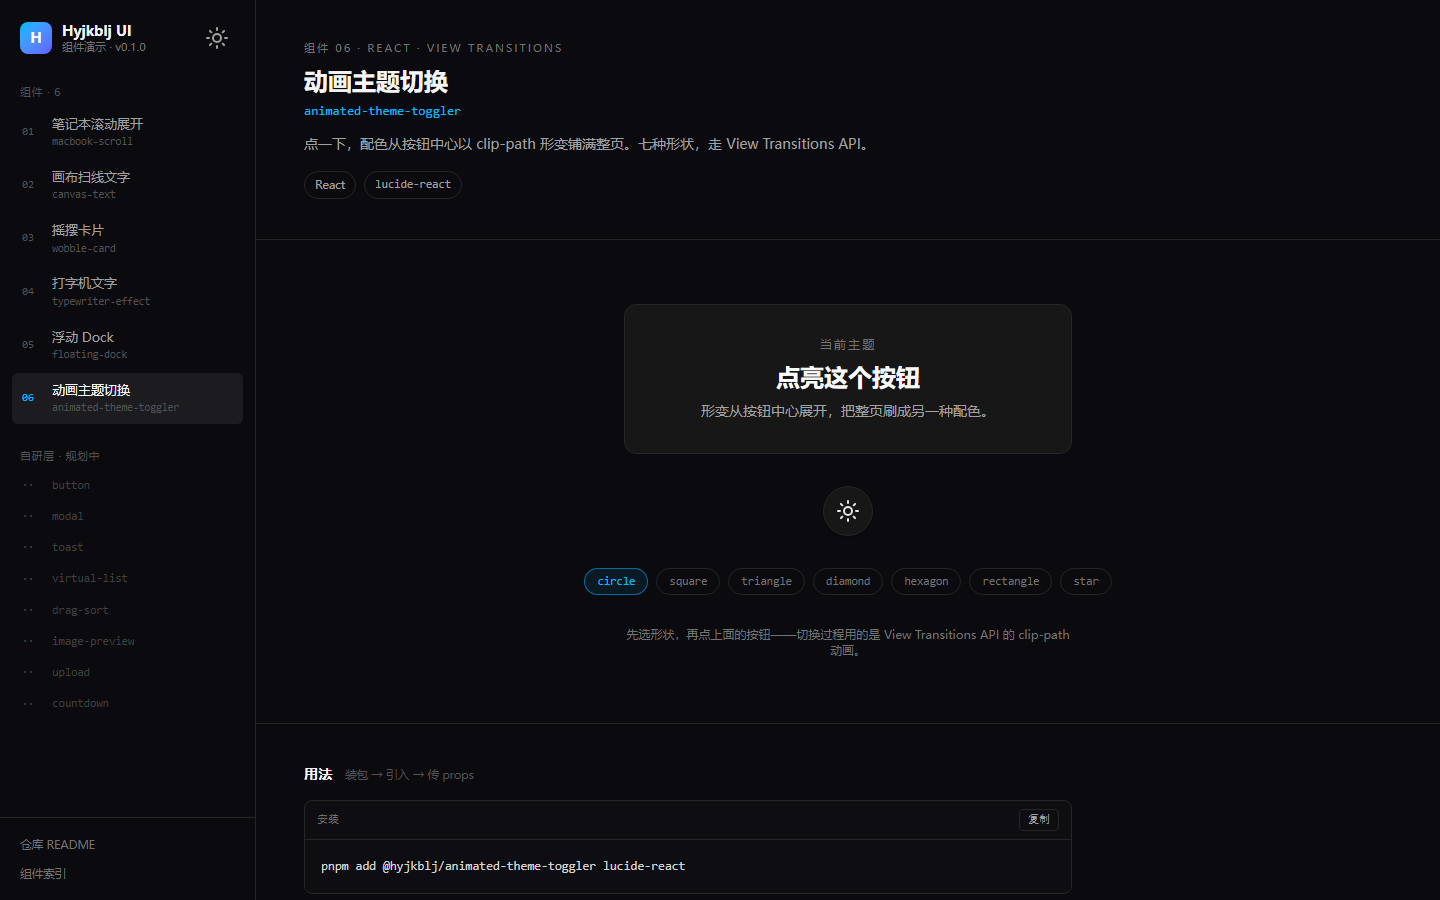 H
Hyjkblj UI
组件演示 · v0.1.0
组件 · 6
01
笔记本滚动展开
macbook-scroll
02
画布扫线文字
canvas-text
03
摇摆卡片
wobble-card
04
打字机文字
typewriter-effect
05
浮动 Dock
floating-dock
06
动画主题切换
animated-theme-toggler
自研层 · 规划中
·· button
·· modal
·· toast
·· virtual-list
·· drag-sort
·· image-preview
·· upload
·· countdown
仓库 README
组件索引
组件 06 · REACT · VIEW TRANSITIONS
动画主题切换
animated-theme-toggler
点一下，配色从按钮中心以 clip-path 形变铺满整页。七种形状，走 View Transitions API。
React lucide-react
当前主题
点亮这个按钮
形变从按钮中心展开，把整页刷成另一种配色。
circle square triangle diamond hexagon rectangle star
先选形状，再点上面的按钮——切换过程用的是 View Transitions API 的 clip-path
动画。
用法 装包 → 引入 → 传 props
安装 复制
pnpm add @hyjkblj/animated-theme-toggler lucide-react